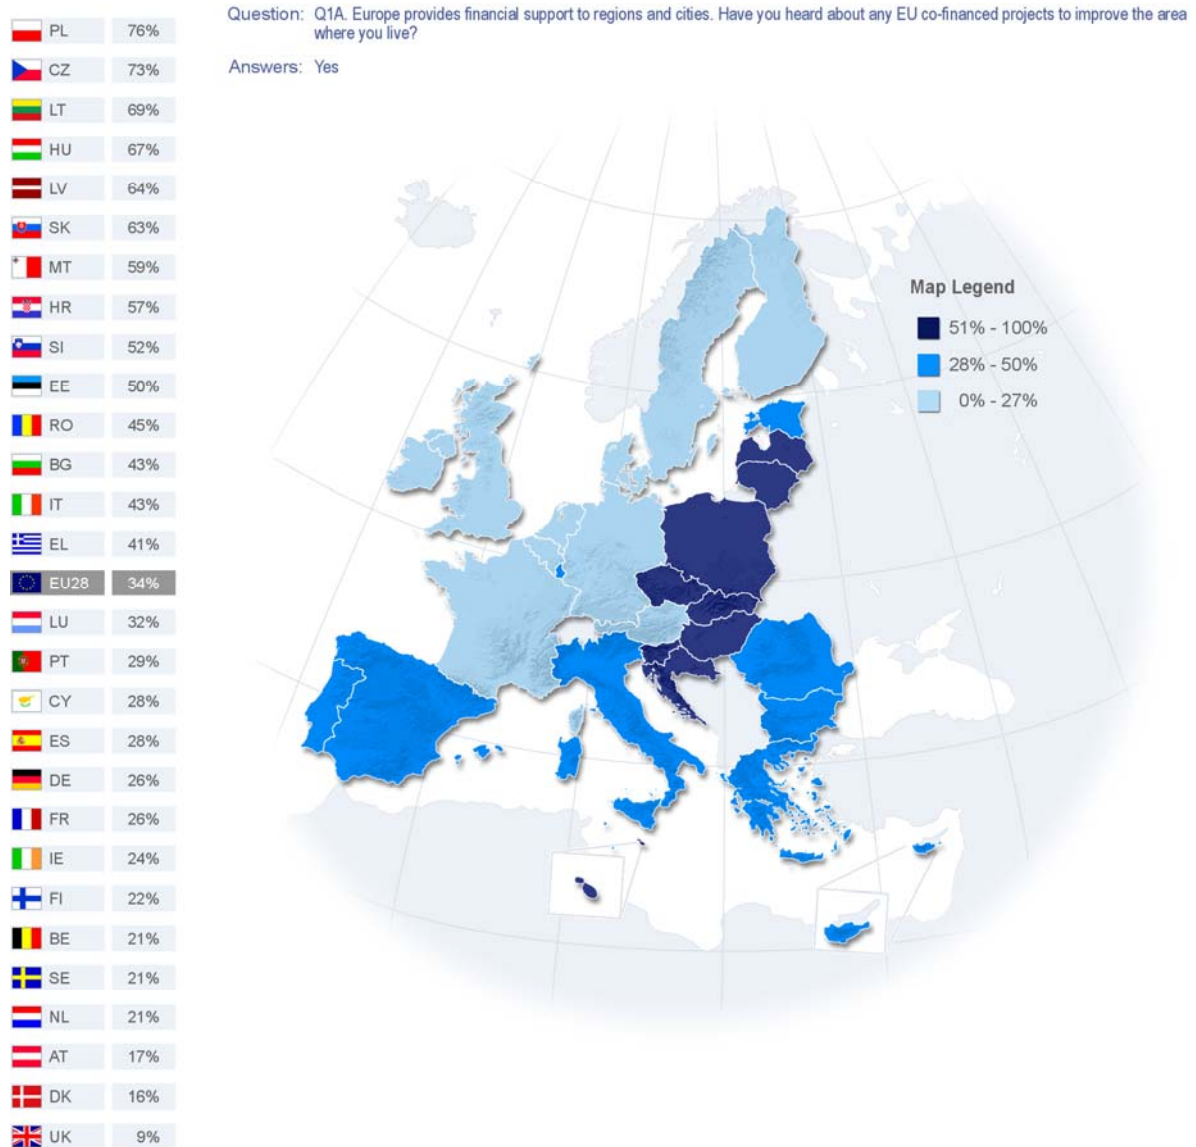 Question: Q1A. Europe provides financial support to regions and cities. Have you heard about any EU co-financed projects to improve the area
where you live?
Answers: Yes
PL 76%
CZ 73%
LT 69%
HU 67%
LV 64%
SK 63%
MT 59%
HR 57%
SI 52%
EE 50%
RO 45%
BG 43%
IT 43%
EL 41%
EU28 34%
LU 32%
PT 29%
CY 28%
ES 28%
DE 26%
FR 26%
IE 24%
FI 22%
BE 21%
SE 21%
NL 21%
AT 17%
DK 16%
UK 9%
Map Legend
51% - 100%
28% - 50%
0% - 27%